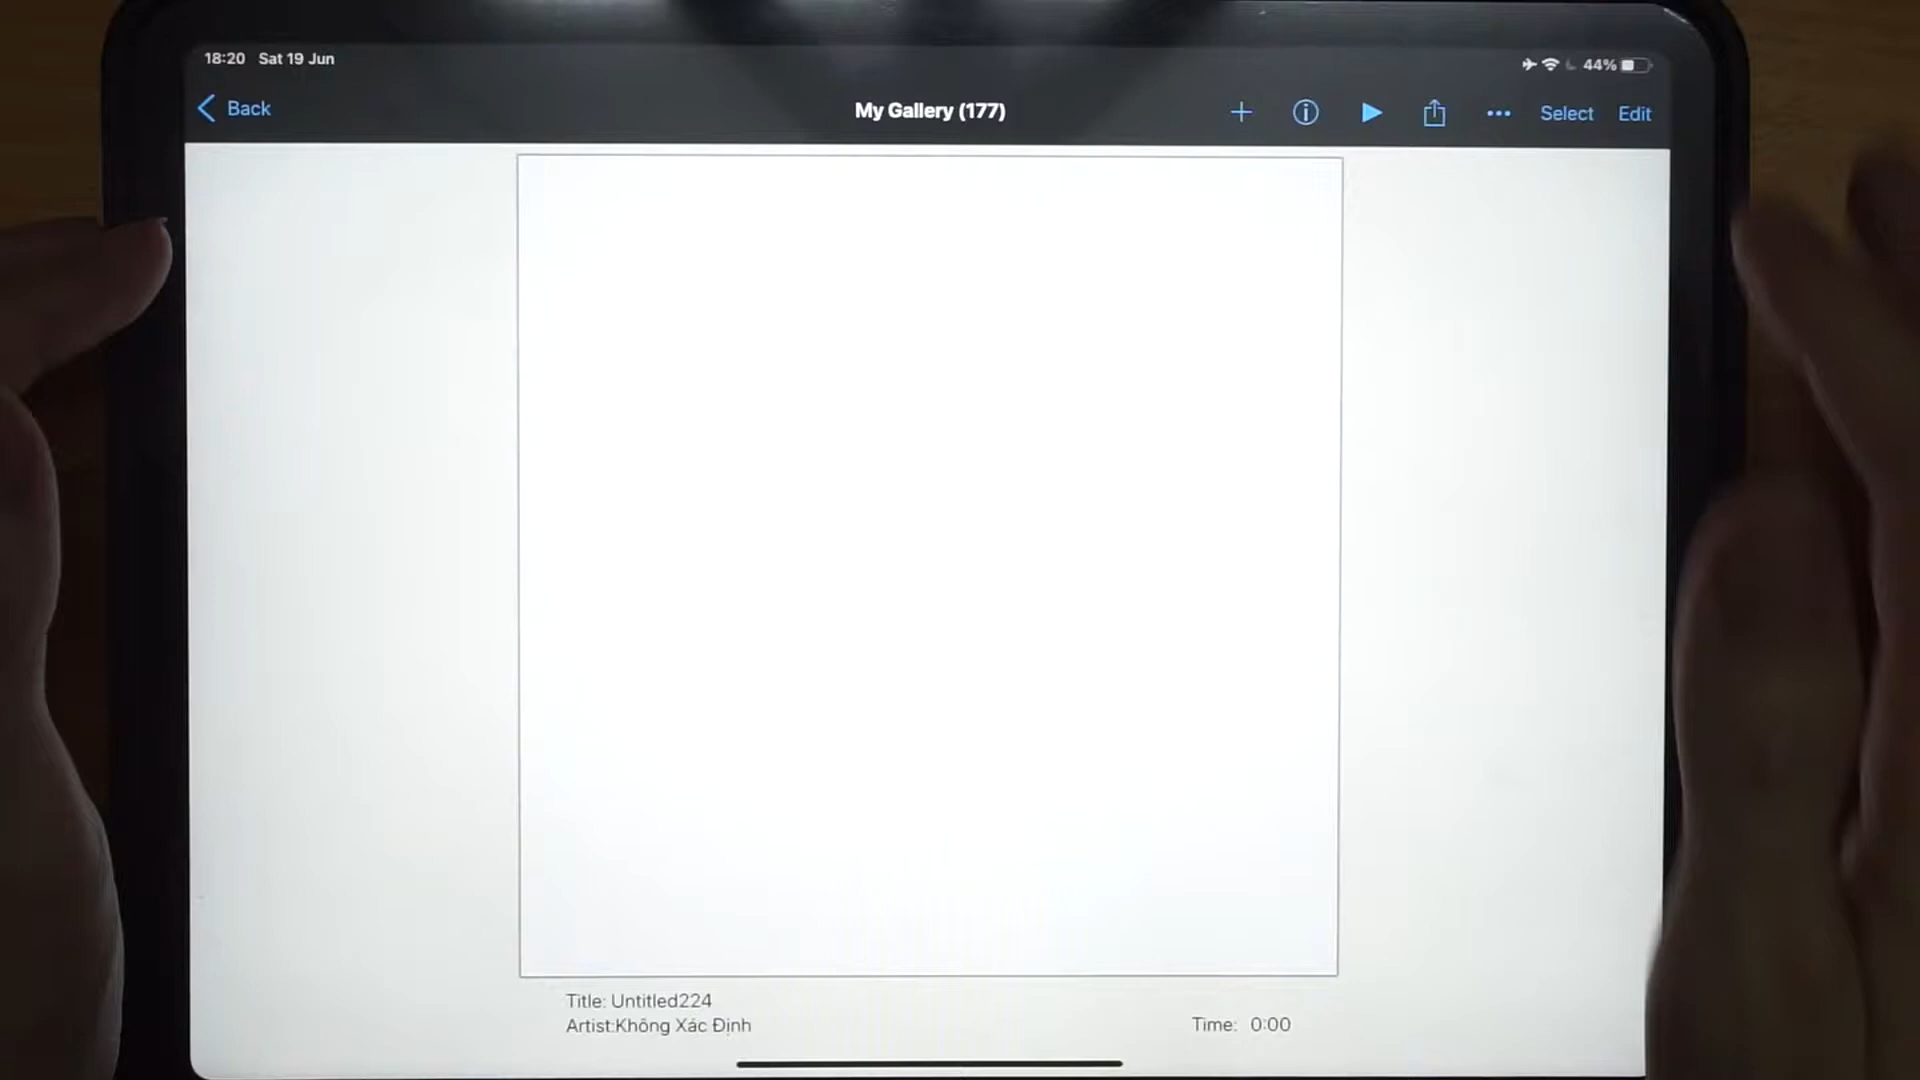 18:20 Sat 19 Jun
44%
Back
My Gallery (177)
Select
Edit
Title: Untitled224
Artist:Không Xác Định
Time: 0:00